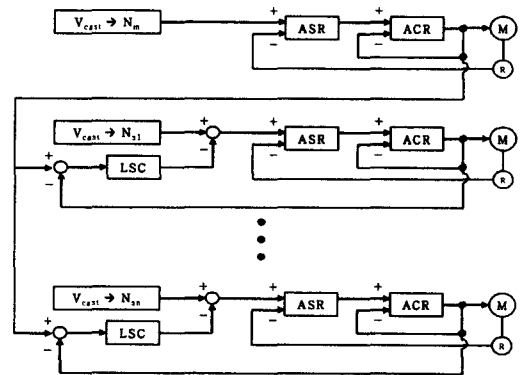 V_cast → N_m
+
−
ASR
+
−
ACR
M
R
V_cast → N_s1
+
−
+
−
ASR
+
−
ACR
M
R
+
−
LSC
V_cast → N_sn
+
−
+
−
ASR
+
−
ACR
M
R
+
−
LSC